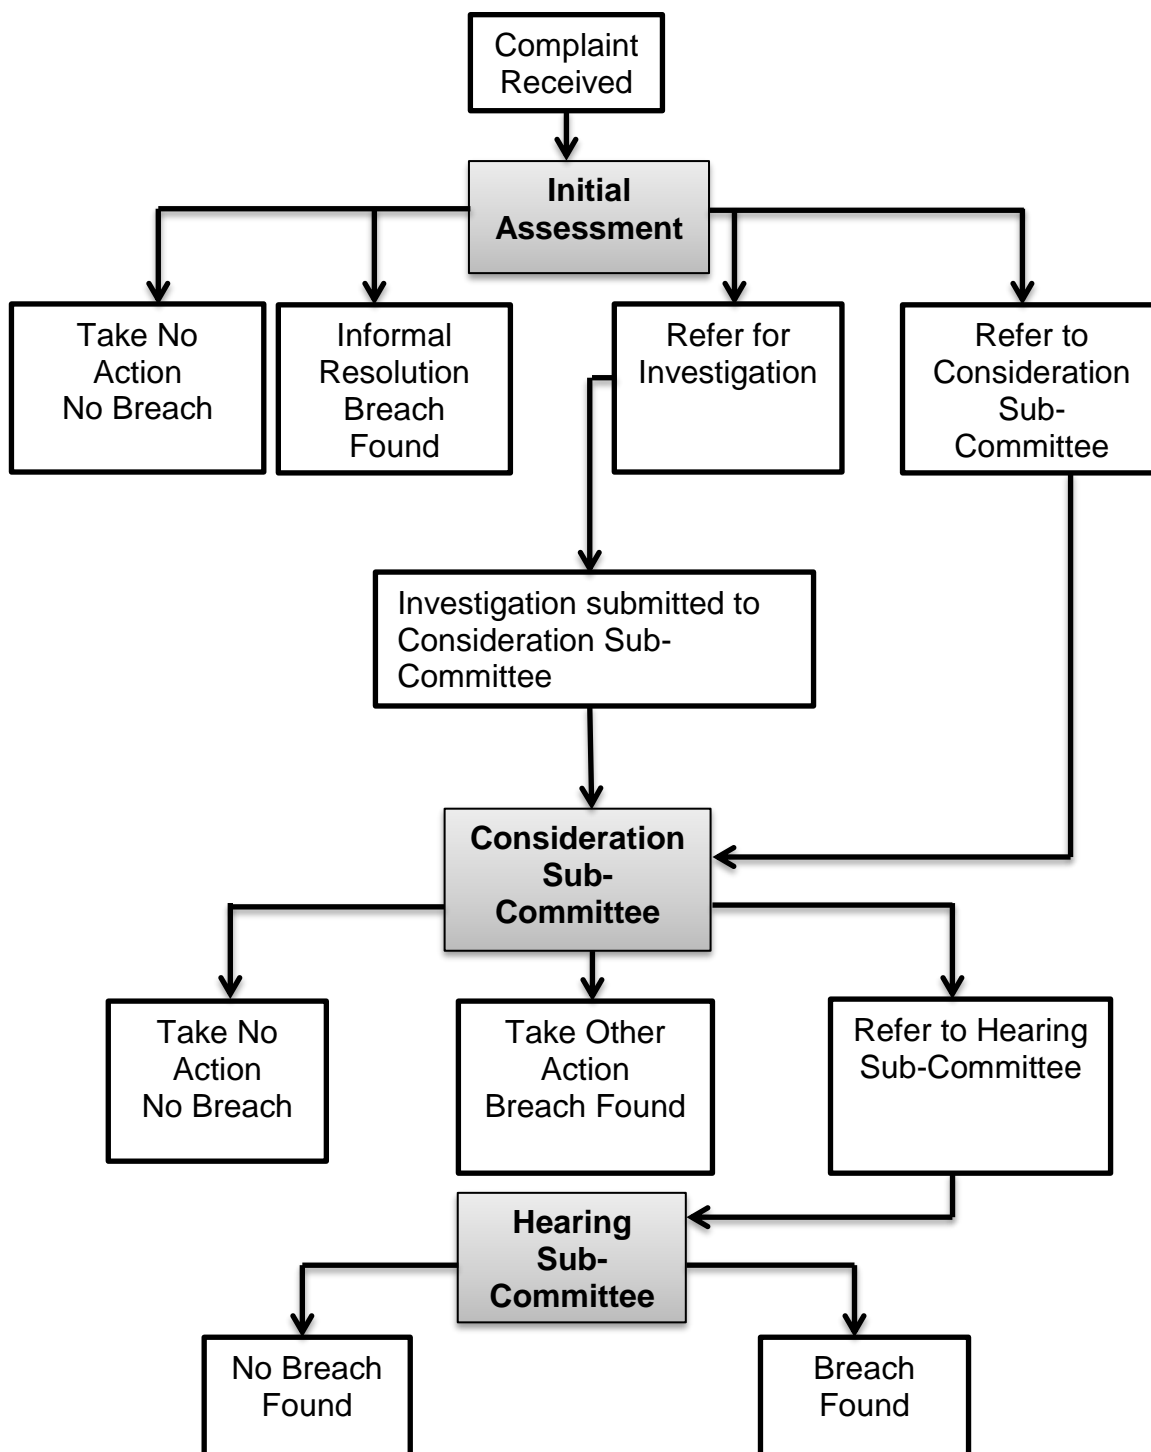 Complaint
Received
Initial
Assessment
Take No
Action
No Breach
Informal
Resolution
Breach
Found
Refer for
Investigation
Refer to
Consideration
Sub-
Committee
Investigation submitted to
Consideration Sub-
Committee
Consideration
Sub-
Committee
Take No
Action
No Breach
Take Other
Action
Breach Found
Refer to Hearing
Sub-Committee
Hearing
Sub-
Committee
No Breach
Found
Breach
Found